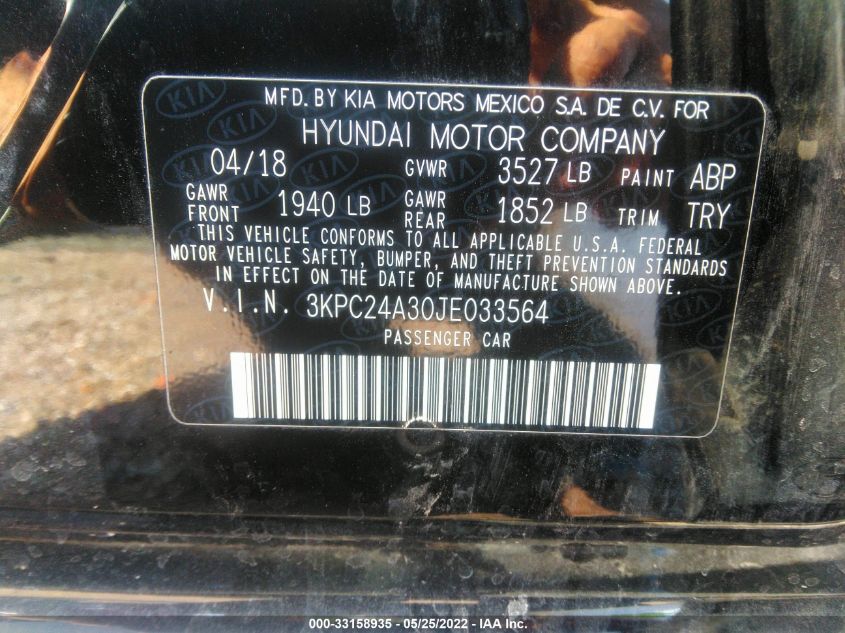 MFD. BY KIA MOTORS MEXICO S.A. DE C.V. FOR
HYUNDAI MOTOR COMPANY
04/18 GVWR 3527 LB PAINT ABP
GAWR FRONT 1940 LB GAWR REAR 1852 LB TRIM TRY
THIS VEHICLE CONFORMS TO ALL APPLICABLE U.S.A. FEDERAL
MOTOR VEHICLE SAFETY, BUMPER, AND THEFT PREVENTION STANDARDS
IN EFFECT ON THE DATE OF MANUFACTURE SHOWN ABOVE.
V.I.N. 3KPC24A30JE033564
PASSENGER CAR
000-33158935 - 05/25/2022 - IAA Inc.